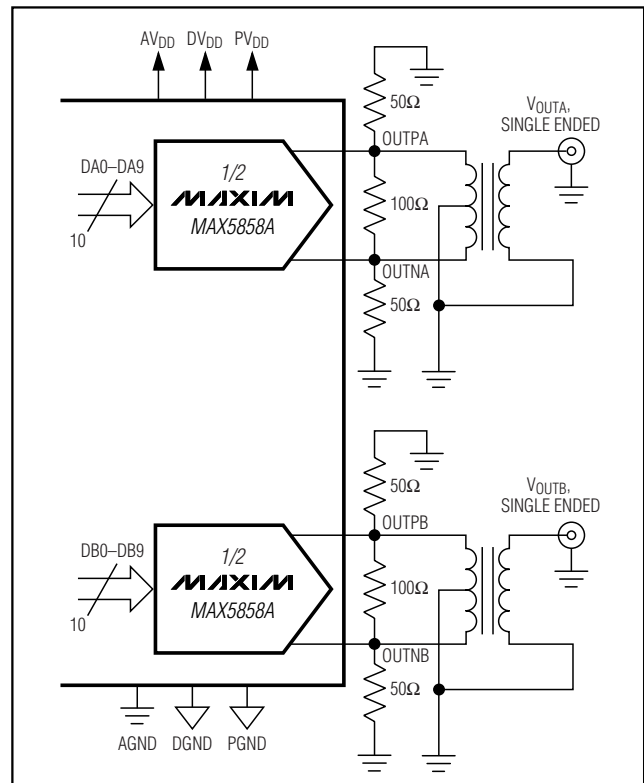 AVDD DVDD PVDD
50Ω
VOUTA,
SINGLE ENDED
OUTPA
DA0–DA9
10
1/2
MAXIM
MAX5858A
100Ω
OUTNA
50Ω
50Ω
VOUTB,
SINGLE ENDED
OUTPB
DB0–DB9
10
1/2
MAXIM
MAX5858A
100Ω
OUTNB
50Ω
AGND DGND PGND